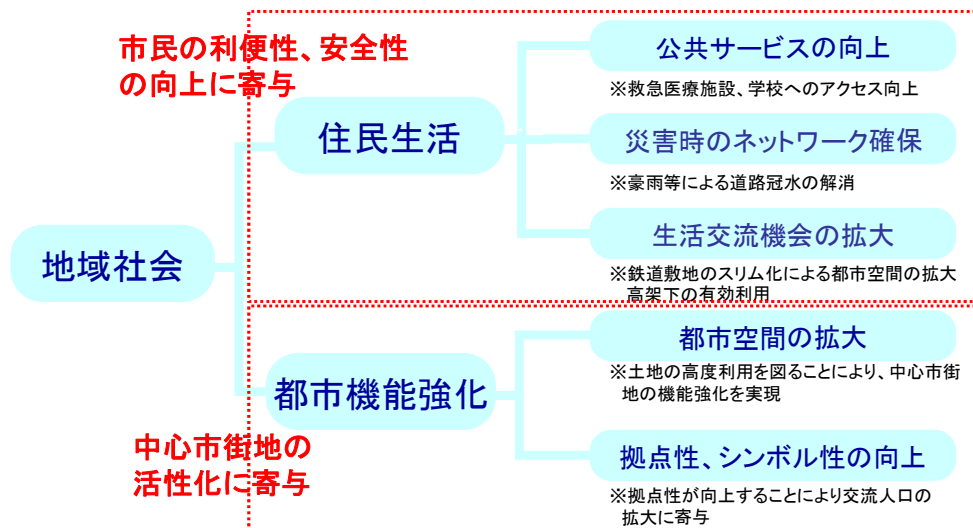 市民の利便性、安全性
の向上に寄与
公共サービスの向上
※救急医療施設、学校へのアクセス向上
住民生活
災害時のネットワーク確保
※豪雨等による道路冠水の解消
生活交流機会の拡大
※鉄道敷地のスリム化による都市空間の拡大
高架下の有効利用
地域社会
都市空間の拡大
※土地の高度利用を図ることにより、中心市街
地の機能強化を実現
都市機能強化
中心市街地の
活性化に寄与
拠点性、シンボル性の向上
※拠点性が向上することにより交流人口の
拡大に寄与